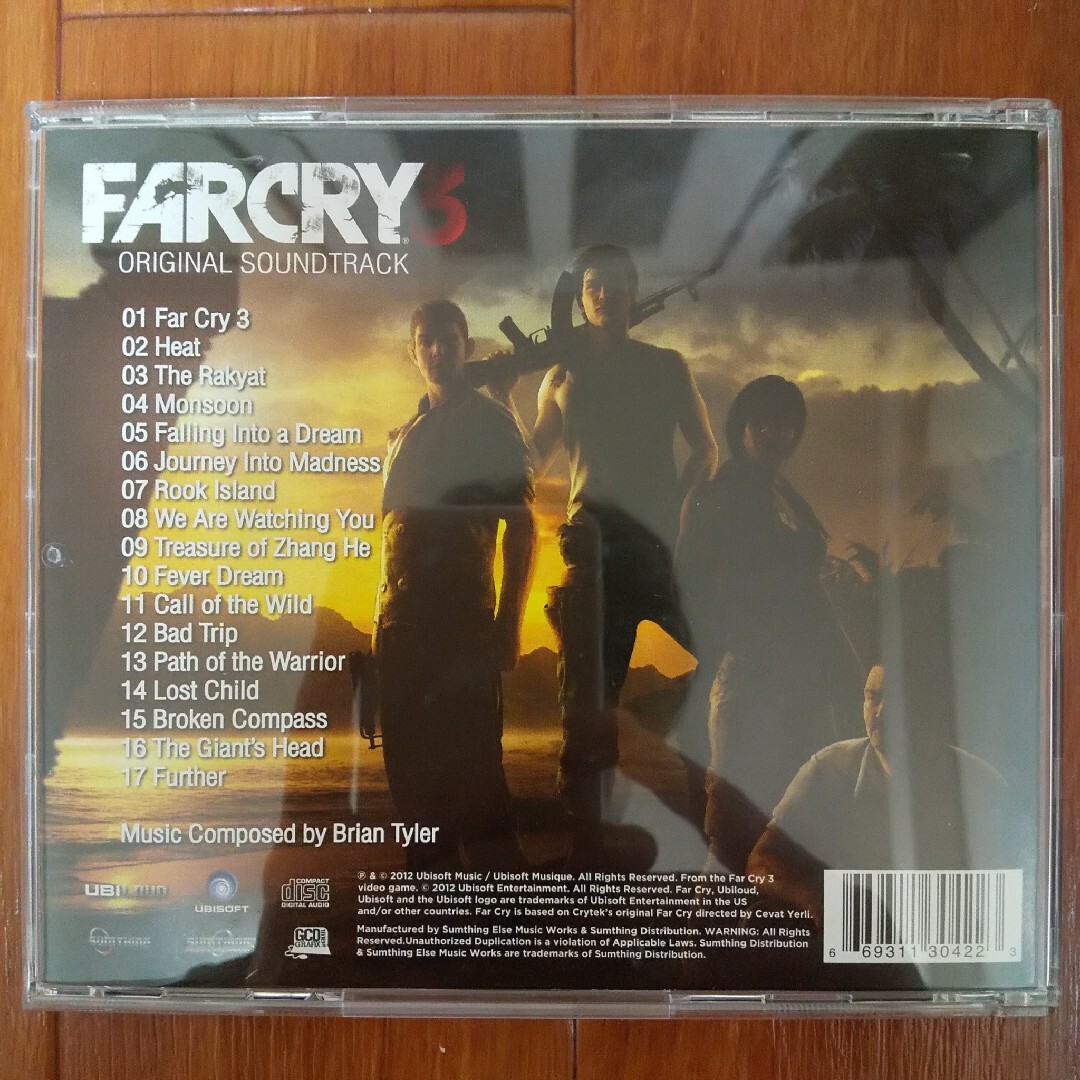 FARCRY® 3
ORIGINAL SOUNDTRACK
01 Far Cry 3
02 Heat
03 The Rakyat
04 Monsoon
05 Falling Into a Dream
06 Journey Into Madness
07 Rook Island
08 We Are Watching You
09 Treasure of Zhang He
10 Fever Dream
11 Call of the Wild
12 Bad Trip
13 Path of the Warrior
14 Lost Child
15 Broken Compass
16 The Giant's Head
17 Further
Music Composed by Brian Tyler
UBILOUD
UBISOFT
COMPACT
disc
DIGITAL AUDIO
SUMTHING
SUMTHING
GCD
GRAFX
℗ & © 2012 Ubisoft Music / Ubisoft Musique. All Rights Reserved. From the Far Cry 3
video game. © 2012 Ubisoft Entertainment. All Rights Reserved. Far Cry, Ubiloud,
Ubisoft and the Ubisoft logo are trademarks of Ubisoft Entertainment in the US
and/or other countries. Far Cry is based on Crytek's original Far Cry directed by Cevat Yerli.
Manufactured by Sumthing Else Music Works & Sumthing Distribution. WARNING: All Rights
Reserved.Unauthorized Duplication is a violation of Applicable Laws. Sumthing Distribution
& Sumthing Else Music Works are trademarks of Sumthing Distribution.
6 69311 30422 3